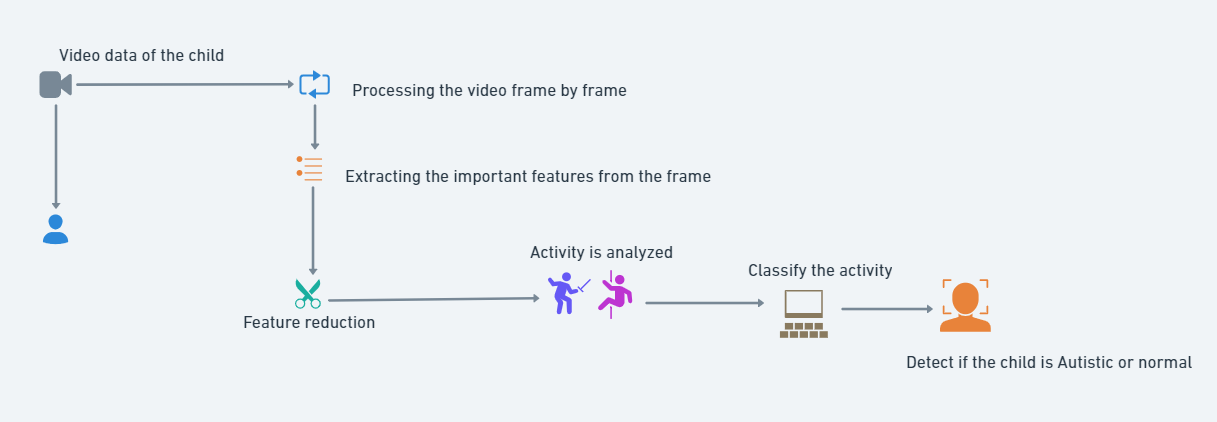 Video data of the child
Processing the video frame by frame
Extracting the important features from the frame
Feature reduction
Activity is analyzed
Classify the activity
Detect if the child is Autistic or normal